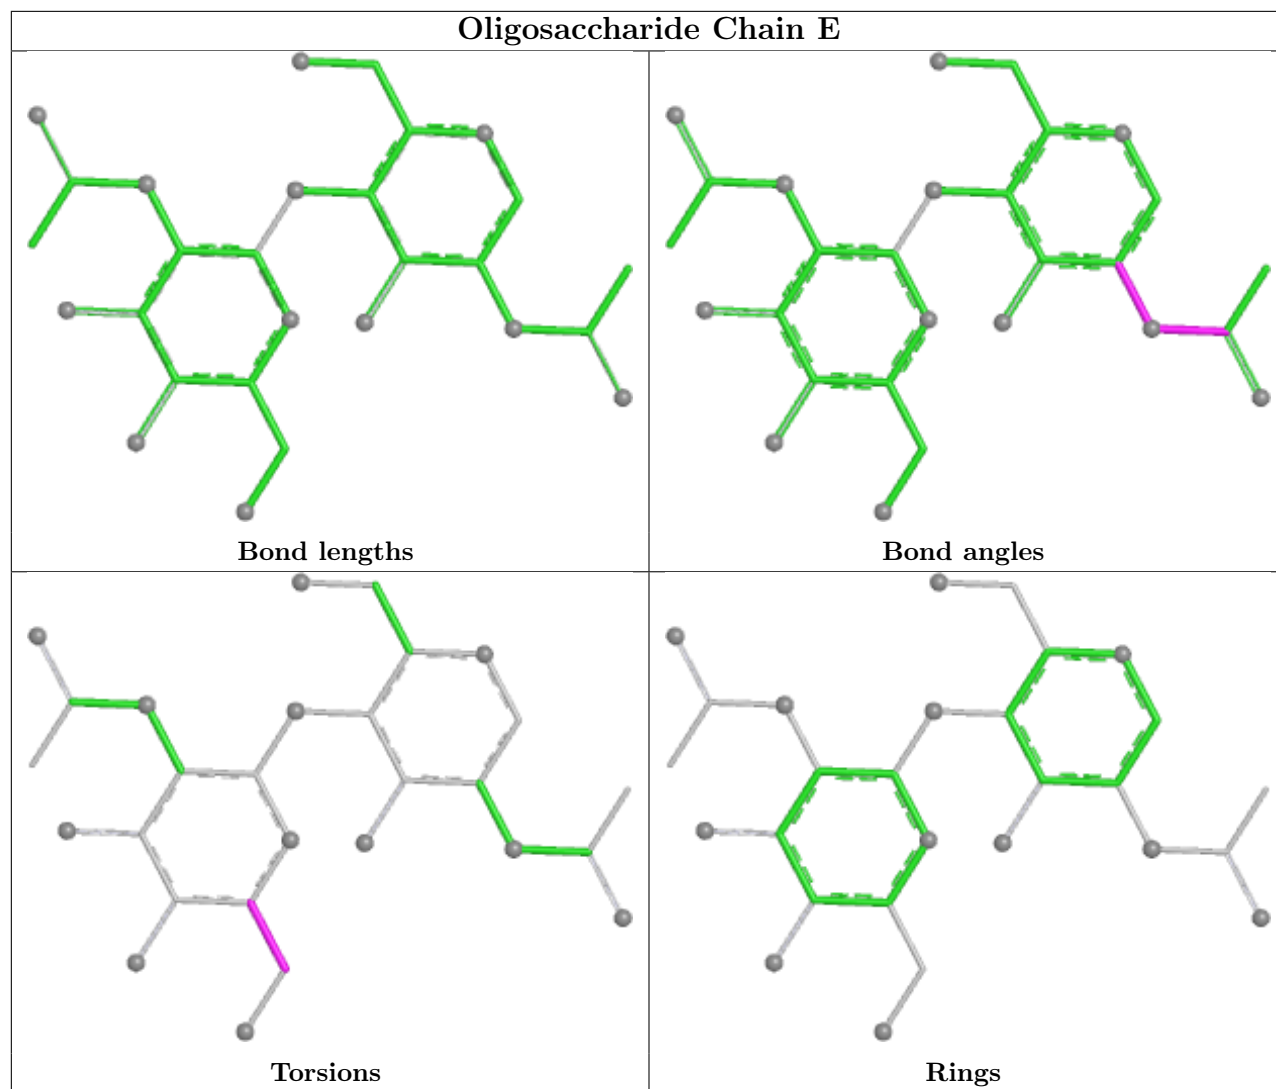 Oligosaccharide Chain E
Bond lengths
Bond angles
Torsions
Rings